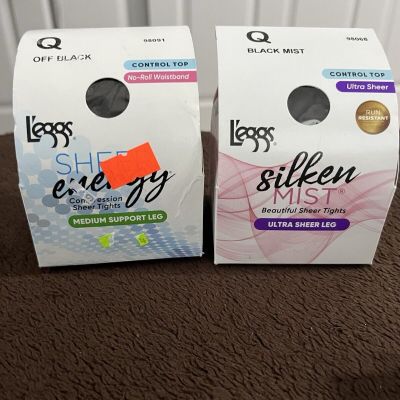 Q
98091
OFF BLACK
CONTROL TOP
No-Roll Waistband
L'eggs
SHEER
energy
Compression
Sheer Tights
MEDIUM SUPPORT LEG
Q
98068
BLACK MIST
CONTROL TOP
Ultra Sheer
RUN
RESISTANT
L'eggs
silken
MIST®
Beautiful Sheer Tights
ULTRA SHEER LEG